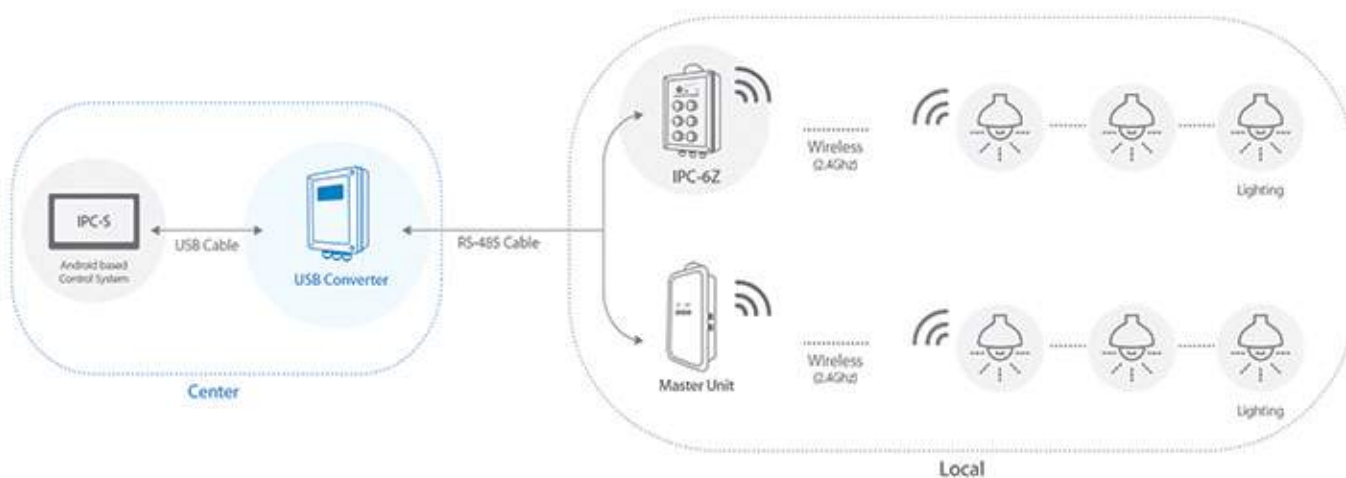 IPC-S
Android based
Control System
USB Cable
USB Converter
Center
RS-485 Cable
IPC-6Z
Wireless
(2.4Ghz)
Lighting
Master Unit
Wireless
(2.4Ghz)
Lighting
Local